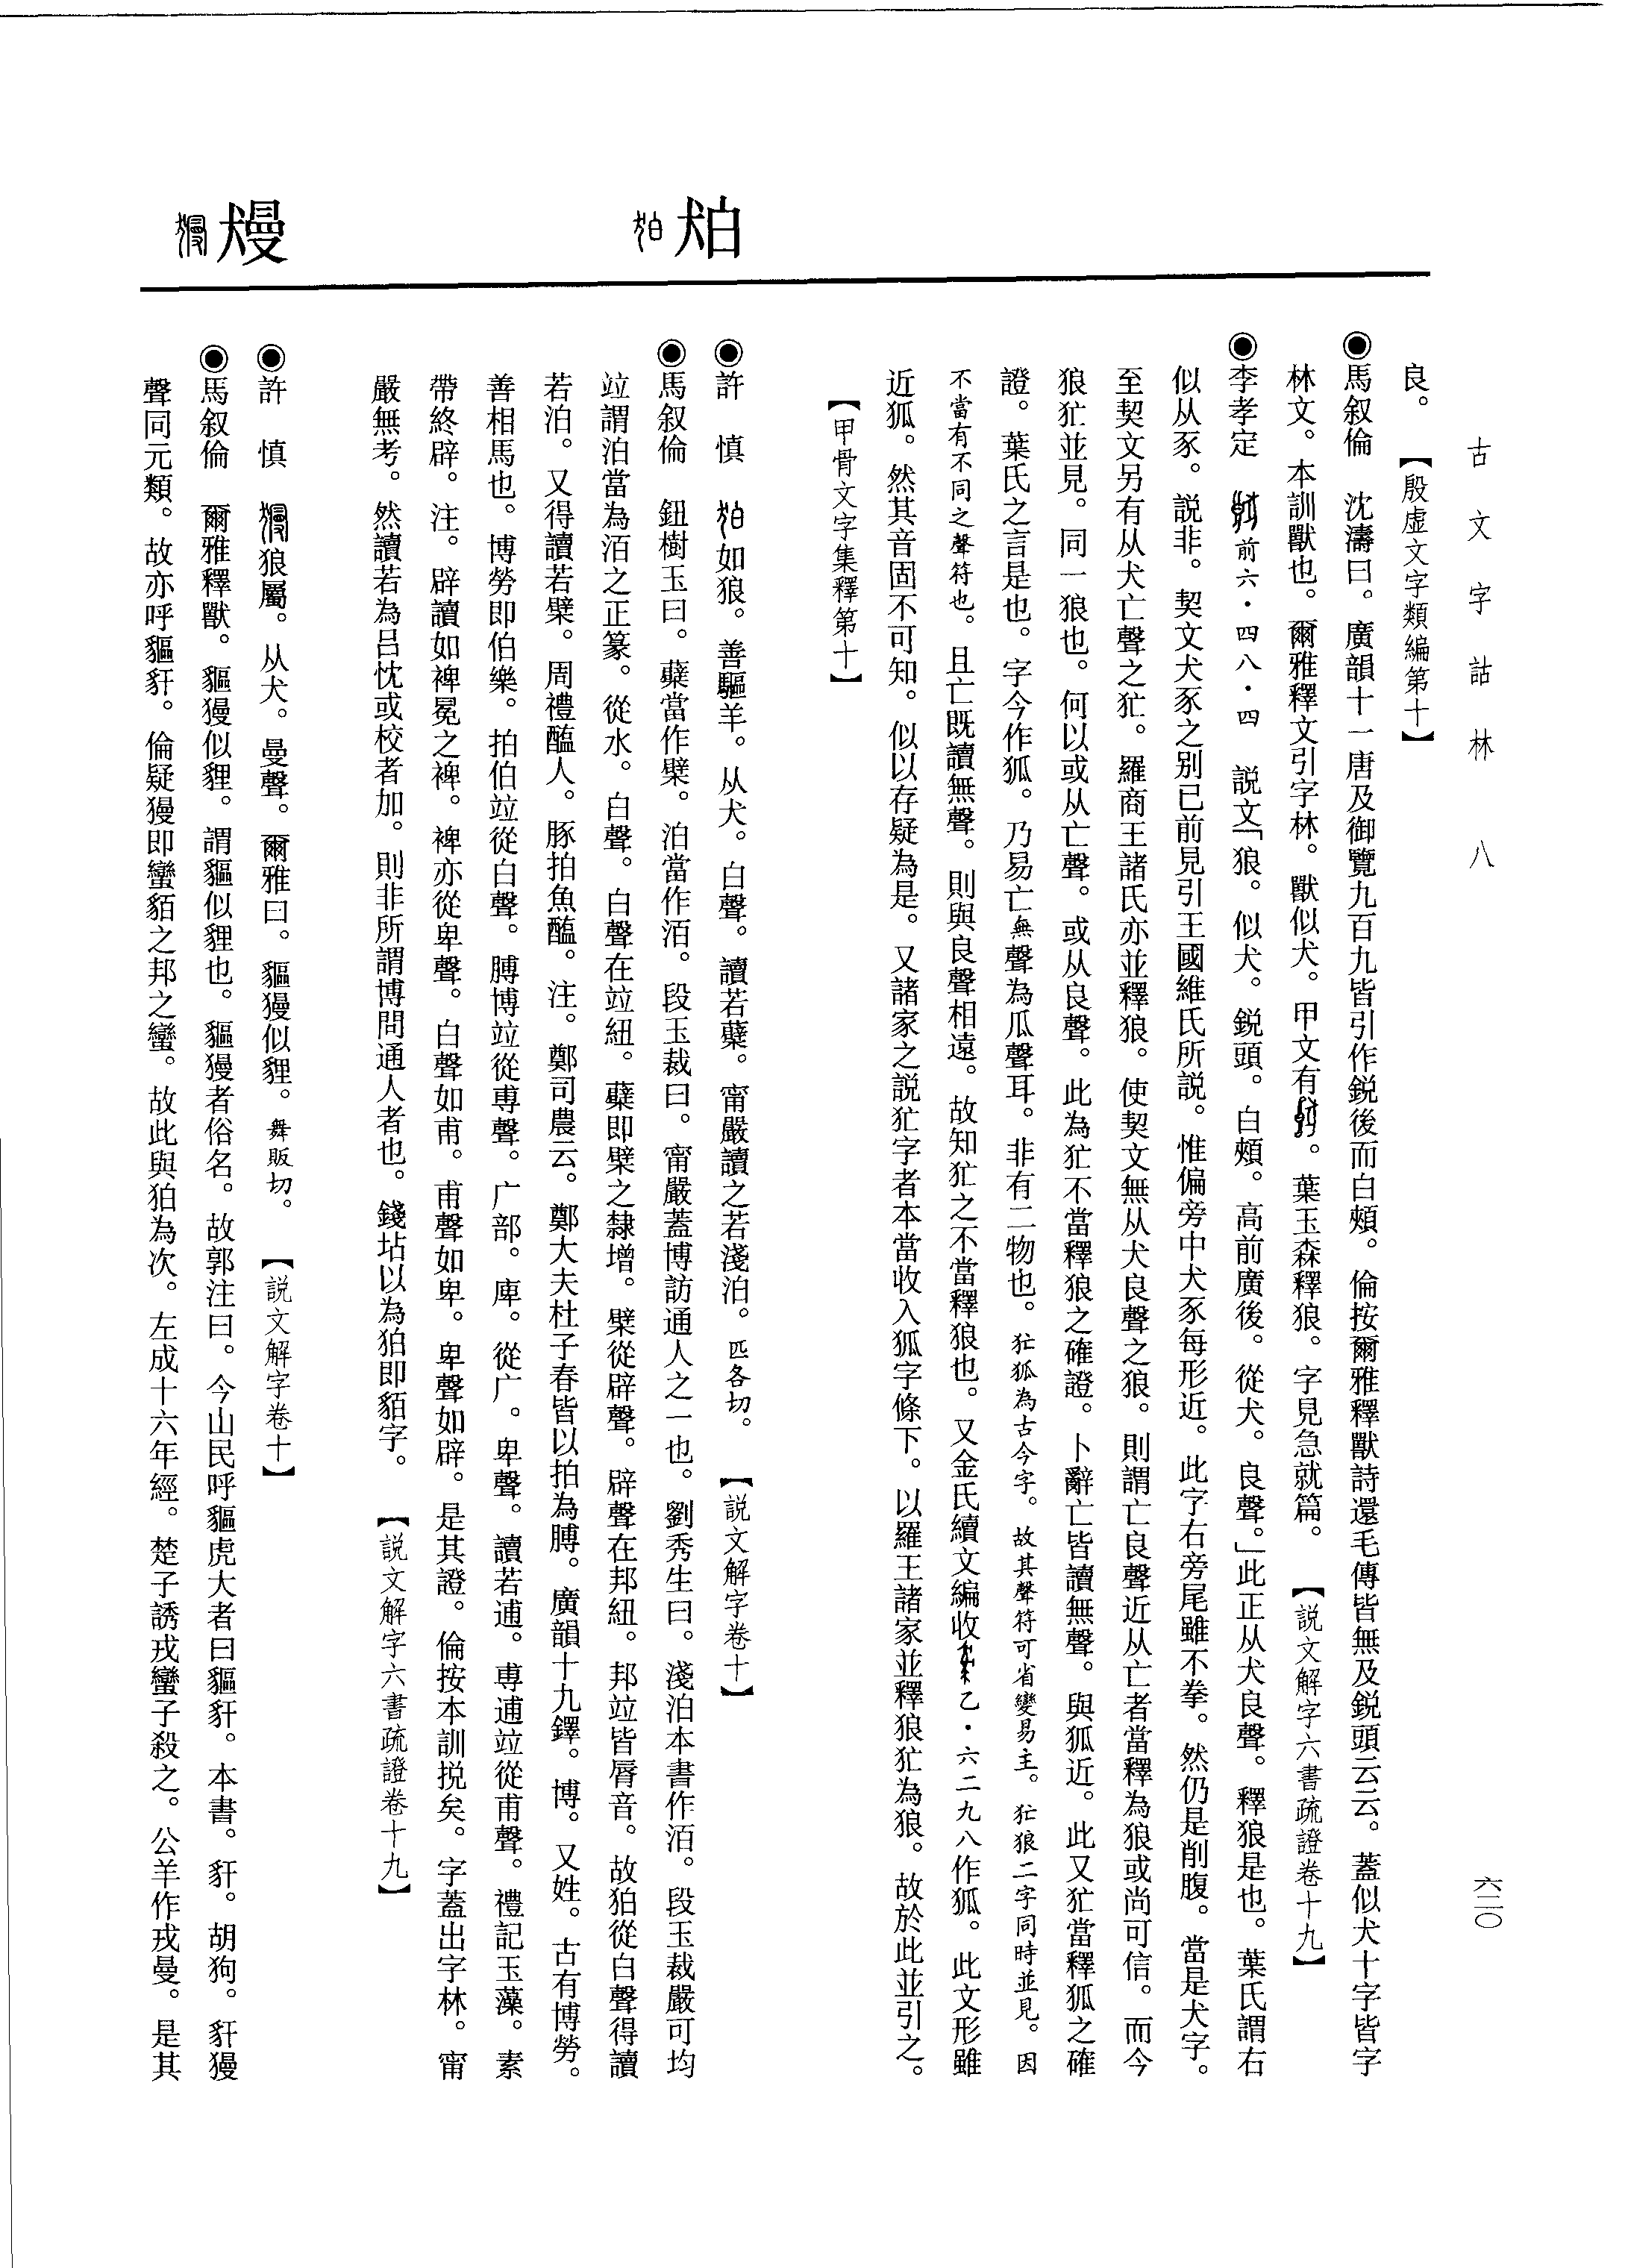 古文字詁林　八
六二〇
良。　【殷虛文字類編第十】
◉馬叙倫　沈濤曰。廣韻十一唐及御覽九百九皆引作鋭後而白頰。倫按爾雅釋獸詩還毛傳皆無及鋭頭云云。蓋似犬十字皆字
林文。本訓獸也。爾雅釋文引字林。獸似犬。甲文有。葉玉森釋狼。字見急就篇。　【説文解字六書疏證卷十九】
◉李孝定　前六・四八・四　説文「狼。似犬。鋭頭。白頰。高前廣後。從犬。良聲。」此正从犬良聲。釋狼是也。葉氏謂右
似从豕。説非。契文犬豕之别已前見引王國維氏所説。惟偏旁中犬豕每形近。此字右旁尾雖不拳。然仍是削腹。當是犬字。
至契文另有从犬亡聲之犺。羅商王諸氏亦並釋狼。使契文無从犬良聲之狼。則謂亡良聲近从亡者當釋為狼或尚可信。而今
狼𤝅並見。同一狼也。何以或从亡聲。或从良聲。此為𤝅不當釋狼之確證。卜辭亡皆讀無聲。與狐近。此又𤝅當釋狐之確
證。葉氏之言是也。字今作狐。乃易亡無聲為瓜聲耳。非有二物也。𤝅狐為古今字。故其聲符可省變易主。𤝅狼二字同時並見。因
不當有不同之聲符也。且亡既讀無聲。則與良聲相遠。故知𤝅之不當釋狼也。又金氏續文編收乙・六二九八作狐。此文形雖
近狐。然其音固不可知。似以存疑為是。又諸家之説𤝅字者本當收入狐字條下。以羅王諸家並釋狼𤝅為狼。故於此並引之。
【甲骨文字集釋第十】
狛
◉許　慎　如狼。善驅羊。从犬。白聲。讀若蘗。甯嚴讀之若淺泊。匹各切。　【説文解字卷十】
◉馬叙倫　鈕樹玉曰。蘗當作檗。泊當作洦。段玉裁曰。甯嚴蓋博訪通人之一也。劉秀生曰。淺泊本書作洦。段玉裁嚴可均
竝謂泊當為洦之正篆。從水。白聲。白聲在竝紐。蘗即檗之隸增。檗從辟聲。辟聲在邦紐。邦竝皆脣音。故狛從白聲得讀
若泊。又得讀若檗。周禮醢人。豚拍魚醢。注。鄭司農云。鄭大夫杜子春皆以拍為膊。廣韻十九鐸。博。又姓。古有博勞。
善相馬也。博勞即伯樂。拍伯竝從白聲。膊博竝從尃聲。广部。庳。從广。卑聲。讀若逋。尃逋竝從甫聲。禮記玉藻。素
帶終辟。注。辟讀如裨冕之裨。裨亦從卑聲。白聲如甫。甫聲如卑。卑聲如辟。是其證。倫按本訓挩矣。字蓋出字林。甯
嚴無考。然讀若為吕忱或校者加。則非所謂博問通人者也。錢坫以為狛即貊字。　【説文解字六書疏證卷十九】
獌
◉許　慎　狼屬。从犬。曼聲。爾雅曰。貙獌似貍。舞販切。　【説文解字卷十】
◉馬叙倫　爾雅釋獸。貙獌似貍。謂貙似貍也。貙獌者俗名。故郭注曰。今山民呼貙虎大者曰貙豻。本書。豻。胡狗。豻獌
聲同元類。故亦呼貙豻。倫疑獌即蠻貊之邦之蠻。故此與狛為次。左成十六年經。楚子誘戎蠻子殺之。公羊作戎曼。是其